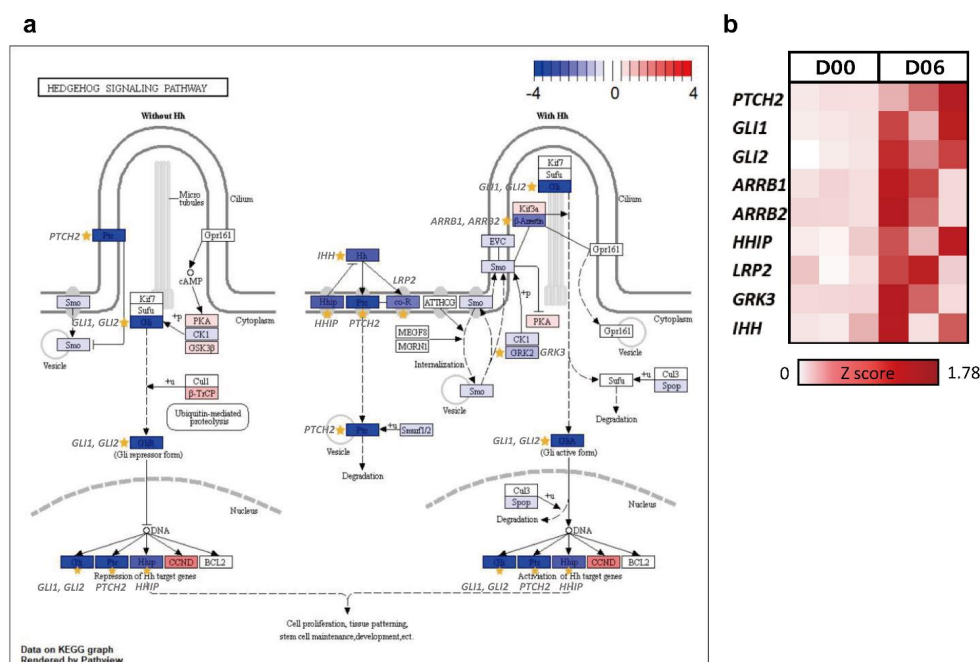 a
b
-4
0
4
HEDGEHOG SIGNALING PATHWAY
Without Hh
With Hh
Micro
tubules
Cilium
PTCH2
Ptc
Gpr161
cAMP
Kif7
Sufu
GLI1, GLI2
Gli
+p
Smo
Smo
Vesicle
PKA
CK1
GSK3β
Cytoplasm
+u
Cul1
β-TrCP
Ubiquitin-mediated
proteolysis
GLI1, GLI2
GliR
(Gli repressor form)
Nucleus
DNA
Gli
Ptc
Hhip
CCND
BCL2
Repression of Hh target genes
GLI1, GLI2
PTCH2
HHIP
Kif7
Sufu
GLI1, GLI2
Gli
Cilium
Kif3a
ARRB1, ARRB2
β-Arrestin
EVC
Smo
Gpr161
IHH
Hh
LRP2
Hhip
Ptc
co-R
ATTHCG
Smo
HHIP
PTCH2
+p
PKA
Cytoplasm
MEGF8
MGRN1
Internalization
CK1
GRK2
GRK3
Gpr161
Vesicle
Smo
Vesicle
Sufu
+u
Cul3
Spop
Degradation
PTCH2
Ptc
+u
Smurf1/2
Vesicle
Degradation
GLI1, GLI2
GliA
(Gli active form)
Cul3
Spop
+u
Degradation
Nucleus
DNA
Gli
Ptc
Hhip
CCND
BCL2
Activation of Hh target genes
GLI1, GLI2
PTCH2
HHIP
Cell proliferation, tissue patterning,
stem cell maintenance,development,ect.
Data on KEGG graph
Rendered by Pathview
D00
D06
PTCH2
GLI1
GLI2
ARRB1
ARRB2
HHIP
LRP2
GRK3
IHH
0
Z score
1.78